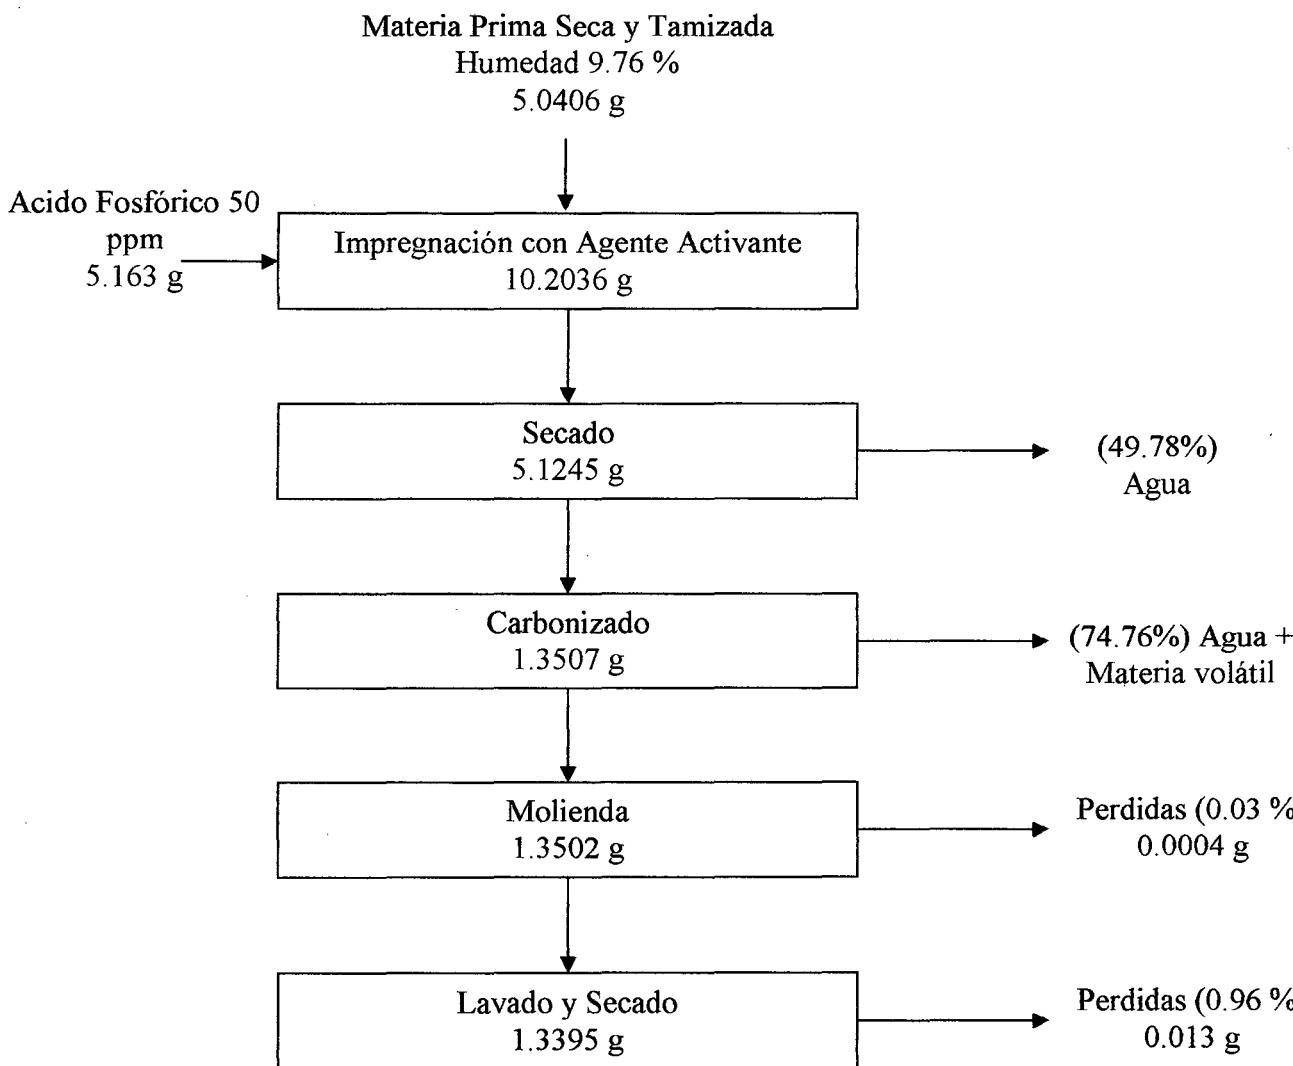 Materia Prima Seca y Tamizada
Humedad 9.76 %
5.0406 g
Acido Fosfórico 50
ppm
5.163 g
Impregnación con Agente Activante
10.2036 g
Secado
5.1245 g
(49.78%)
Agua
Carbonizado
1.3507 g
(74.76%) Agua +
Materia volátil
Molienda
1.3502 g
Perdidas (0.03 %
0.0004 g
Lavado y Secado
1.3395 g
Perdidas (0.96 %
0.013 g